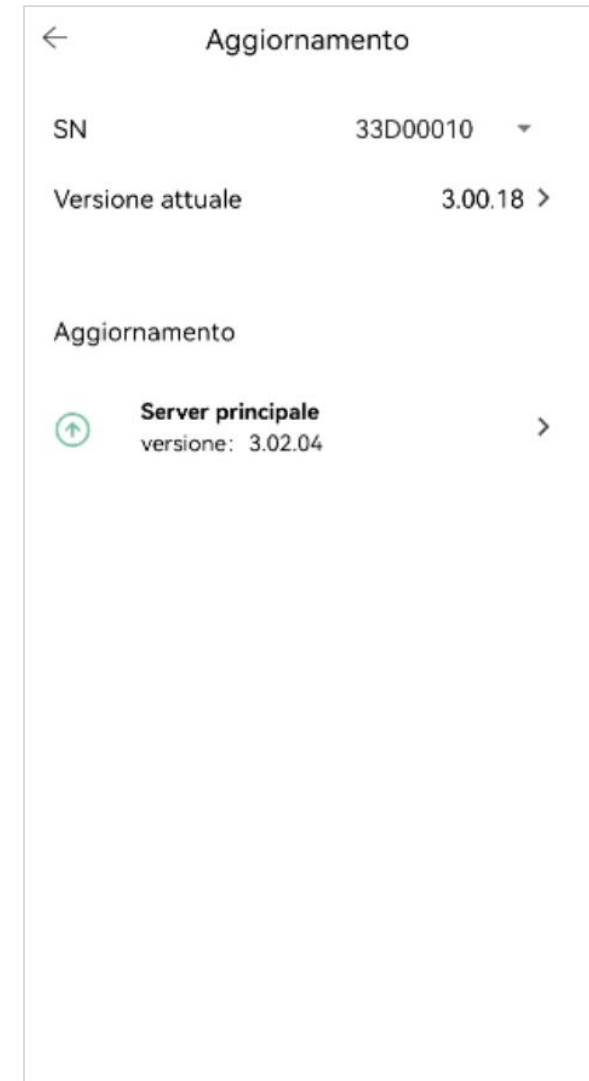 Aggiornamento
SN 33D00010
Versione attuale 3.00.18
Aggiornamento
Server principale
versione: 3.02.04